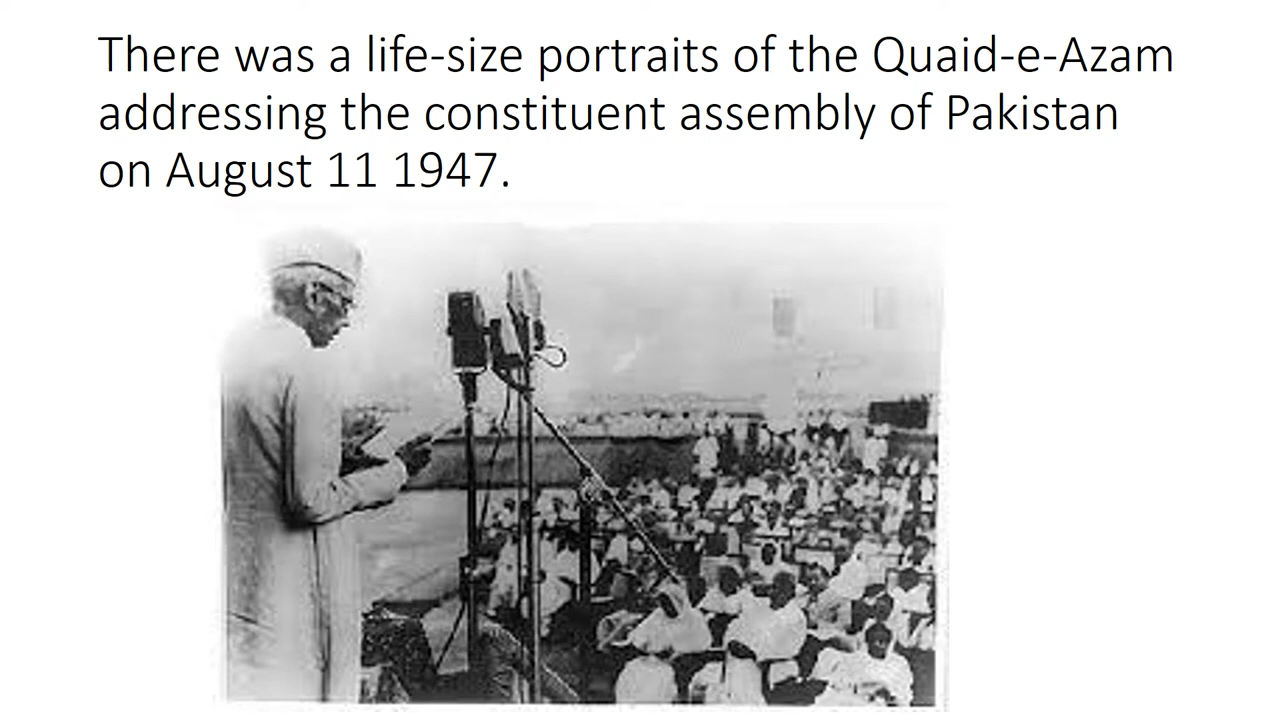 There was a life-size portraits of the Quaid-e-Azam
addressing the constituent assembly of Pakistan
on August 11 1947.